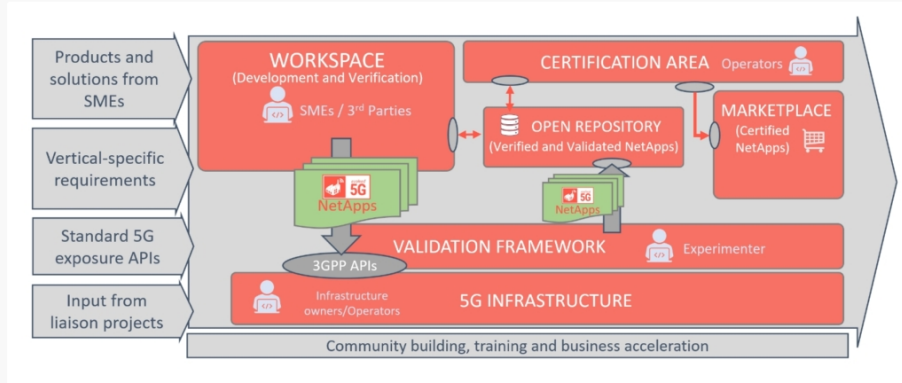 Products and
solutions from
SMEs
Vertical-specific
requirements
Standard 5G
exposure APIs
Input from
liaison projects
WORKSPACE
(Development and Verification)
SMEs / 3rd Parties
CERTIFICATION AREA
Operators
OPEN REPOSITORY
(Verified and Validated NetApps)
MARKETPLACE
(Certified
NetApps)
5G
NetApps
5G
NetApps
VALIDATION FRAMEWORK
Experimenter
3GPP APIs
Infrastructure
owners/Operators
5G INFRASTRUCTURE
Community building, training and business acceleration